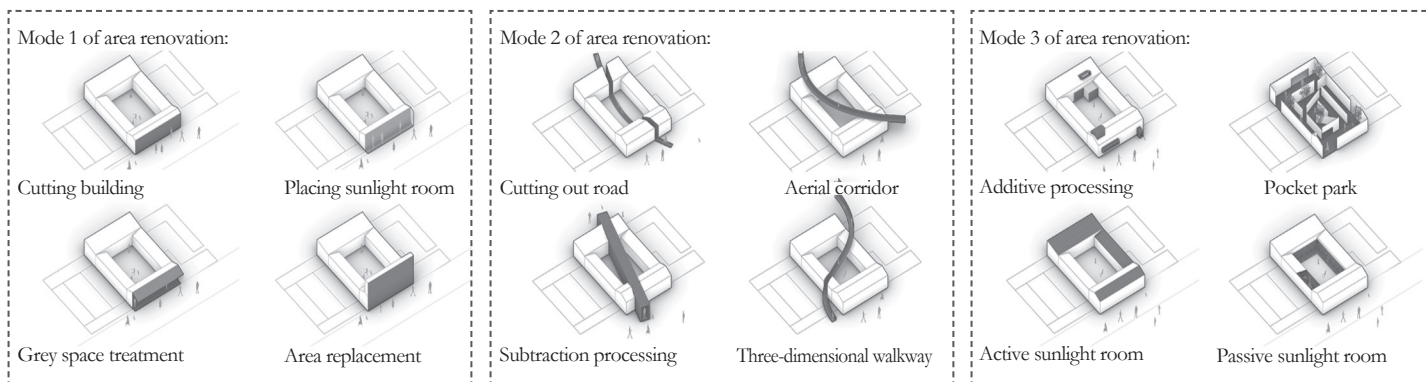 Mode 1 of area renovation:
Cutting building
Placing sunlight room
Grey space treatment
Area replacement
Mode 2 of area renovation:
Cutting out road
Aerial corridor
Subtraction processing
Three-dimensional walkway
Mode 3 of area renovation:
Additive processing
Pocket park
Active sunlight room
Passive sunlight room